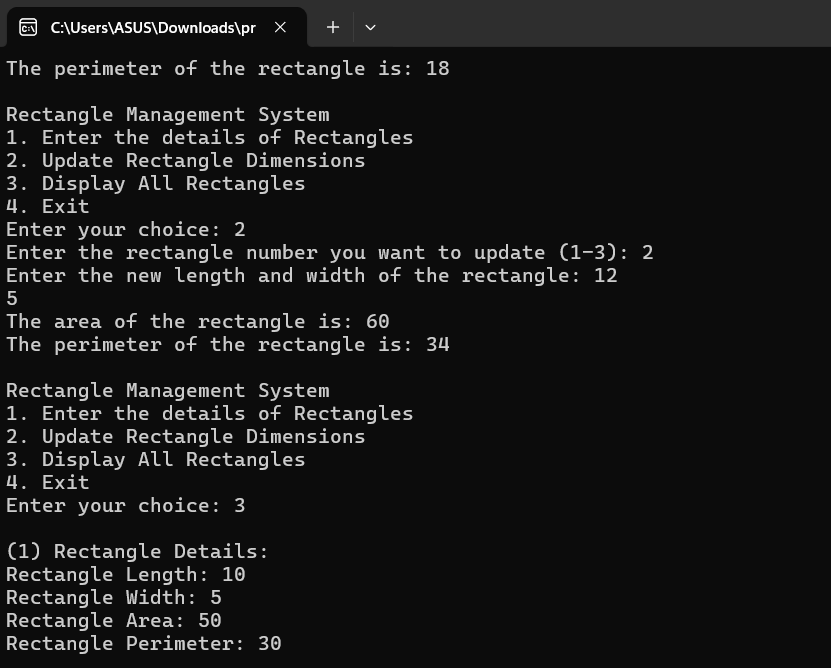 C:\Users\ASUS\Downloads\pr
The perimeter of the rectangle is: 18
Rectangle Management System
1. Enter the details of Rectangles
2. Update Rectangle Dimensions
3. Display All Rectangles
4. Exit
Enter your choice: 2
Enter the rectangle number you want to update (1-3): 2
Enter the new length and width of the rectangle: 12
5
The area of the rectangle is: 60
The perimeter of the rectangle is: 34
Rectangle Management System
1. Enter the details of Rectangles
2. Update Rectangle Dimensions
3. Display All Rectangles
4. Exit
Enter your choice: 3
(1) Rectangle Details:
Rectangle Length: 10
Rectangle Width: 5
Rectangle Area: 50
Rectangle Perimeter: 30